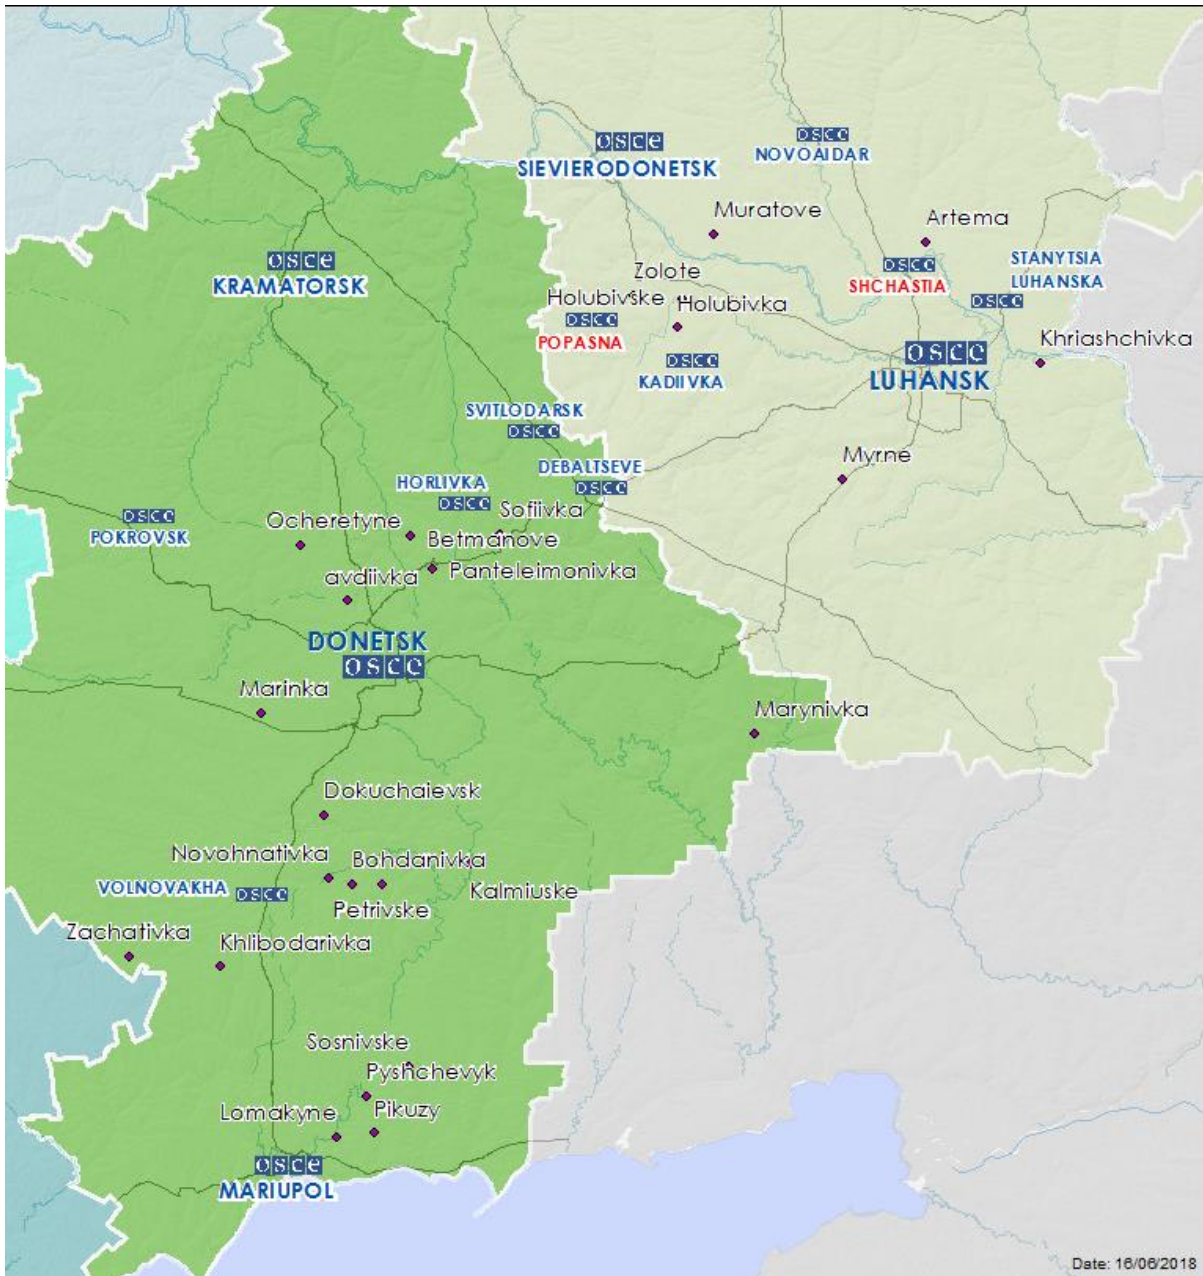 osce
SIEVIERODONETSK
OSCE
NOVOAIDAR
Muratove
Artema
osce
KRAMATORSK
OSCE
SHCHASTIA
STANYTSIA
LUHANSKA
OSCE
Zolote
Holubivske
Holubivka
OSCE
POPASNA
Khriashchivka
osce
LUHANSK
OSCE
KADIIVKA
SVITLODARSK
OSCE
Myrne
DEBALTSEVE
OSCE
HORLIVKA
OSCE
Sofiivka
OSCE
POKROVSK
Ocheretyne
Betmanove
Panteleimonivka
avdiivka
DONETSK
osce
Marinka
Marynivka
Dokuchaievsk
Novohnativka
Bohdanivka
VOLNOVAKHA
OSCE
Kalmiuske
Petrivske
Zachativka
Khlibodarivka
Sosnivske
Pyshchevyk
Lomakyne
Pikuzy
osce
MARIUPOL
Date: 16/06/2018